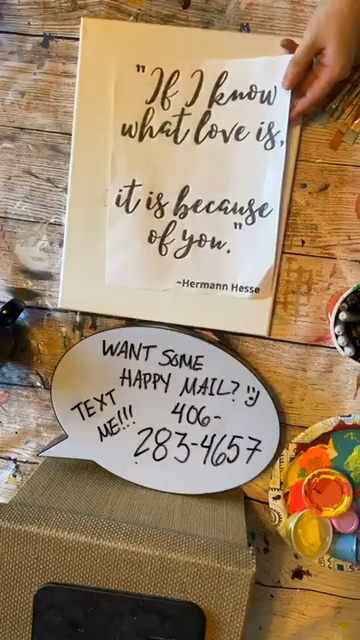 "If I know
what love is,
it is because
of you."
~Hermann Hesse
WANT SOME
HAPPY MAIL? :)
TEXT
ME!!!
406-
283-4657